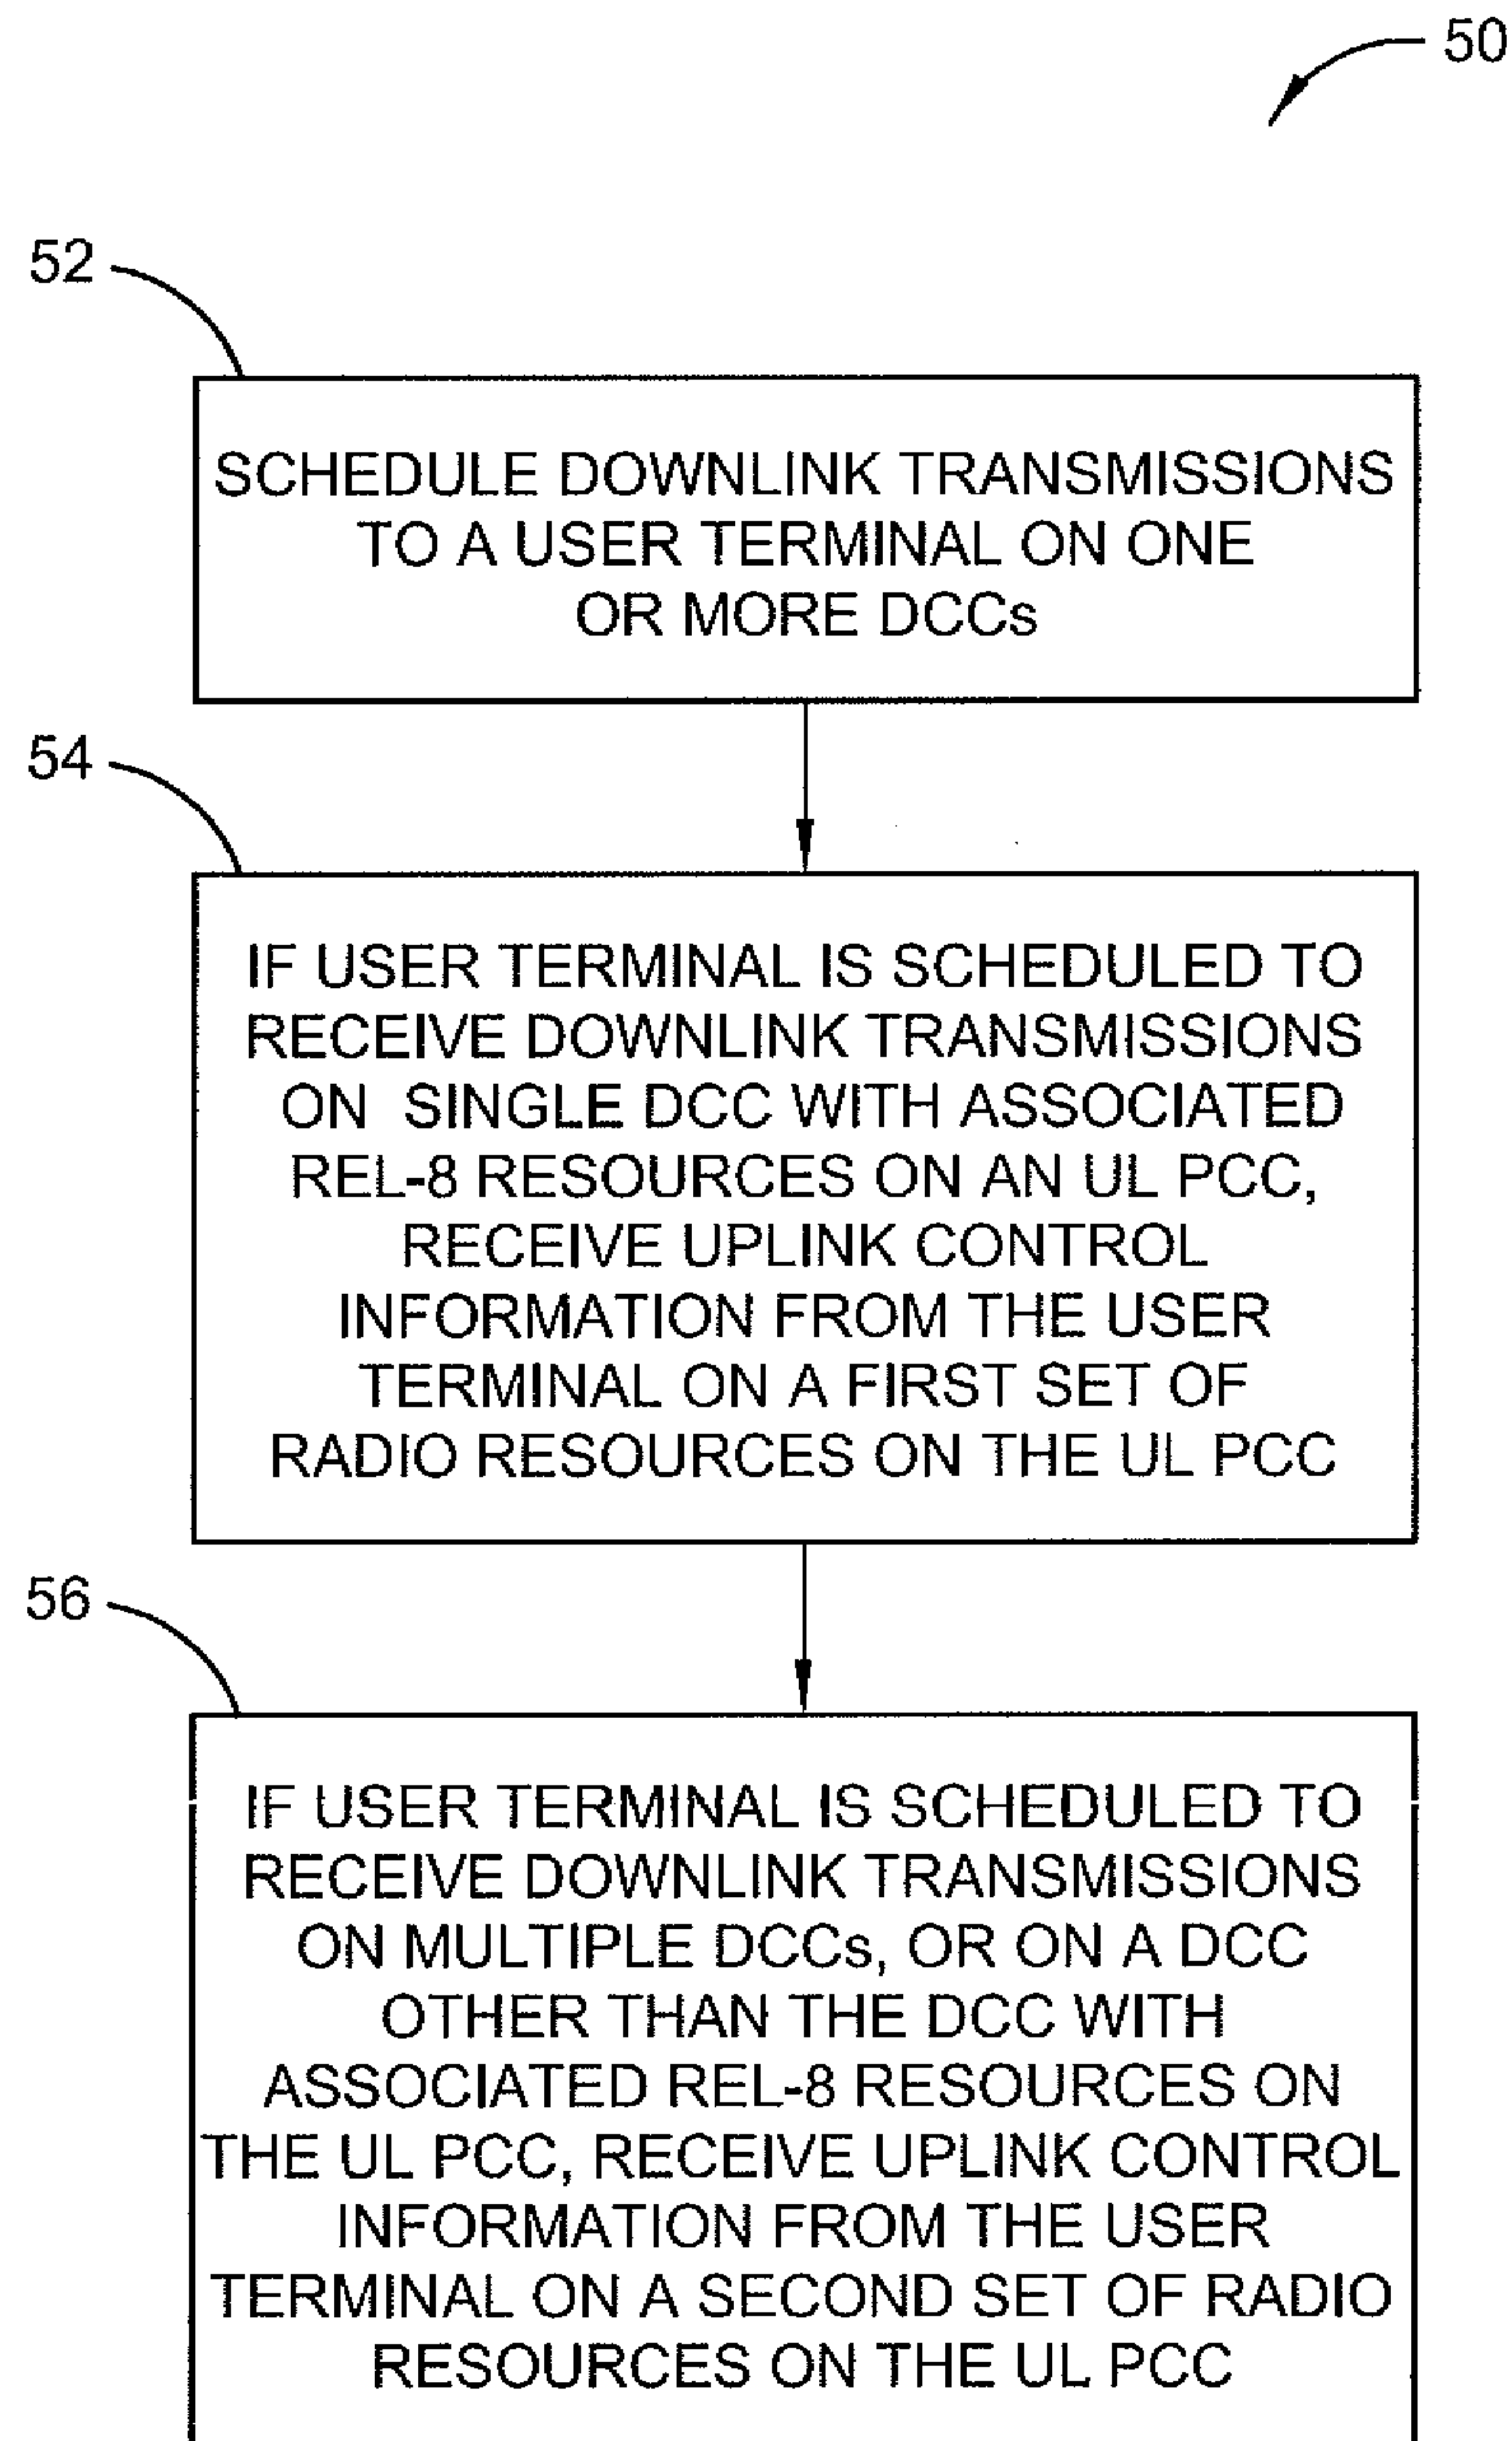 50
52
SCHEDULE DOWNLINK TRANSMISSIONS
TO A USER TERMINAL ON ONE
OR MORE DCCs
54
IF USER TERMINAL IS SCHEDULED TO
RECEIVE DOWNLINK TRANSMISSIONS
ON SINGLE DCC WITH ASSOCIATED
REL-8 RESOURCES ON AN UL PCC,
RECEIVE UPLINK CONTROL
INFORMATION FROM THE USER
TERMINAL ON A FIRST SET OF
RADIO RESOURCES ON THE UL PCC
56
IF USER TERMINAL IS SCHEDULED TO
RECEIVE DOWNLINK TRANSMISSIONS
ON MULTIPLE DCCs, OR ON A DCC
OTHER THAN THE DCC WITH
ASSOCIATED REL-8 RESOURCES ON
THE UL PCC, RECEIVE UPLINK CONTROL
INFORMATION FROM THE USER
TERMINAL ON A SECOND SET OF RADIO
RESOURCES ON THE UL PCC